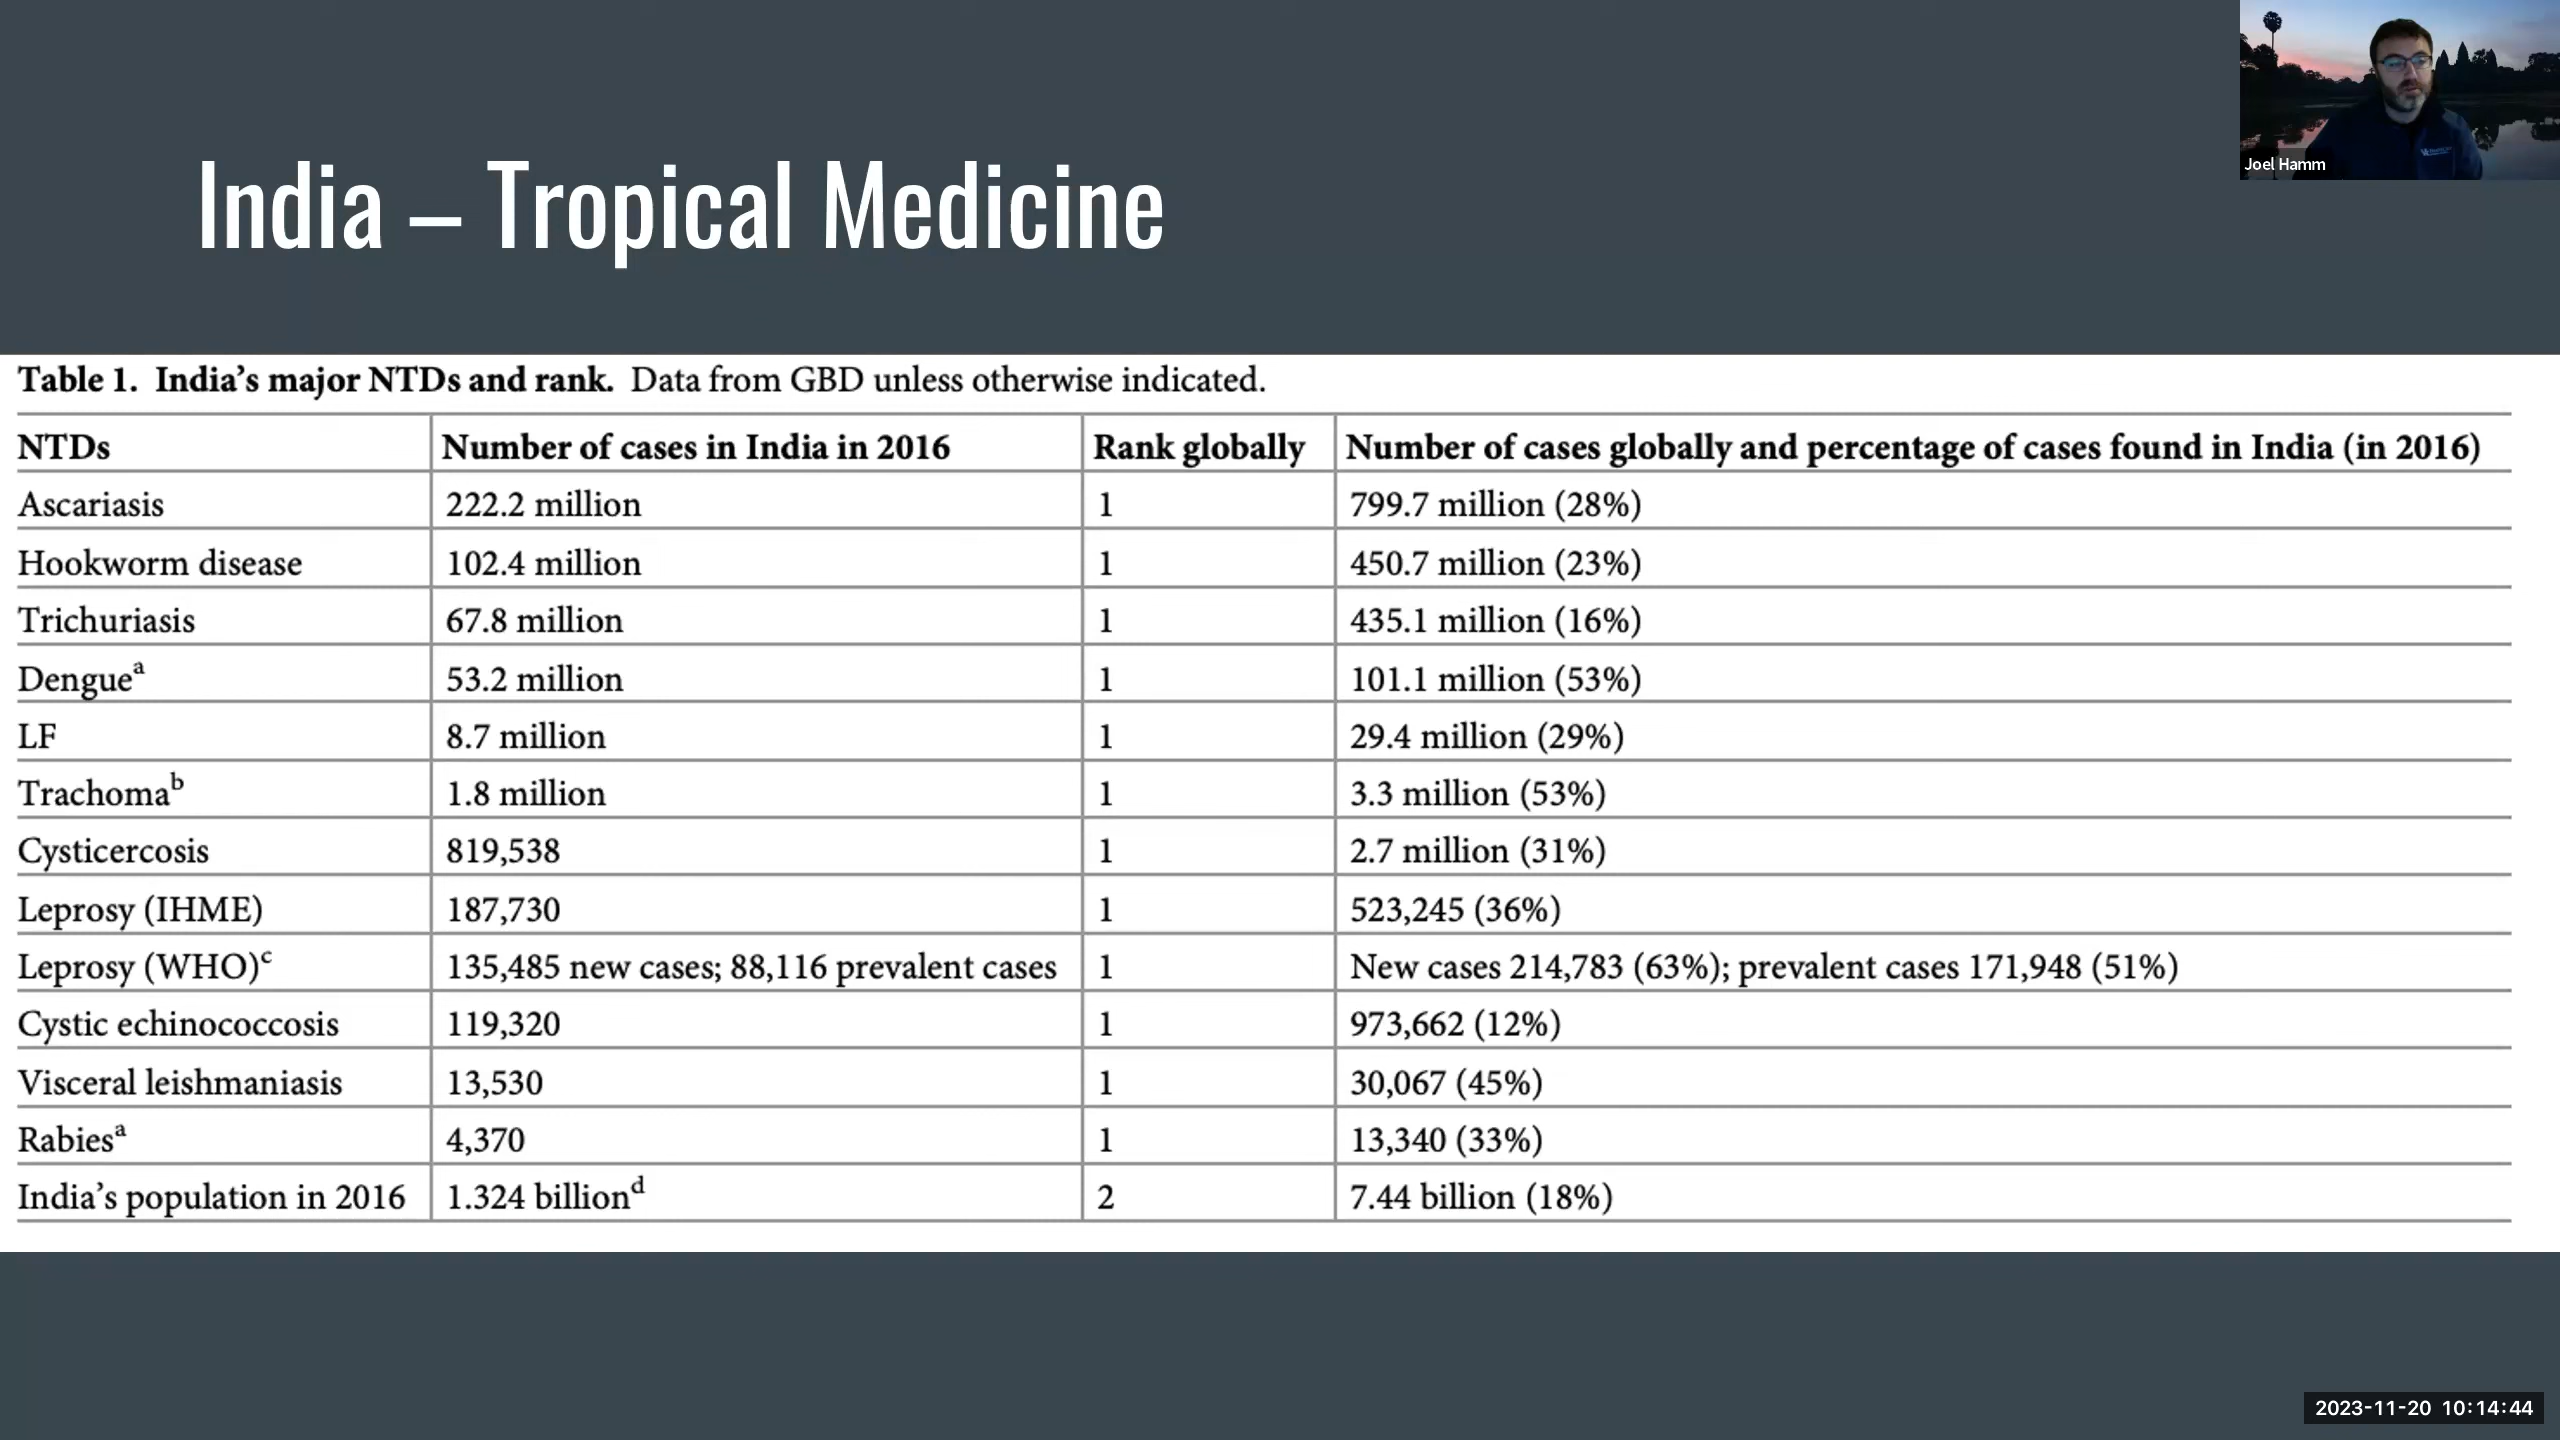 Joel Hamm
India – Tropical Medicine
Table 1. India’s major NTDs and rank. Data from GBD unless otherwise indicated.
NTDs Number of cases in India in 2016 Rank globally Number of cases globally and percentage of cases found in India (in 2016)
Ascariasis 222.2 million 1 799.7 million (28%)
Hookworm disease 102.4 million 1 450.7 million (23%)
Trichuriasis 67.8 million 1 435.1 million (16%)
Dengueᵃ 53.2 million 1 101.1 million (53%)
LF 8.7 million 1 29.4 million (29%)
Trachomaᵇ 1.8 million 1 3.3 million (53%)
Cysticercosis 819,538 1 2.7 million (31%)
Leprosy (IHME) 187,730 1 523,245 (36%)
Leprosy (WHO)ᶜ 135,485 new cases; 88,116 prevalent cases 1 New cases 214,783 (63%); prevalent cases 171,948 (51%)
Cystic echinococcosis 119,320 1 973,662 (12%)
Visceral leishmaniasis 13,530 1 30,067 (45%)
Rabiesᵃ 4,370 1 13,340 (33%)
India’s population in 2016 1.324 billionᵈ 2 7.44 billion (18%)
2023-11-20 10:14:44